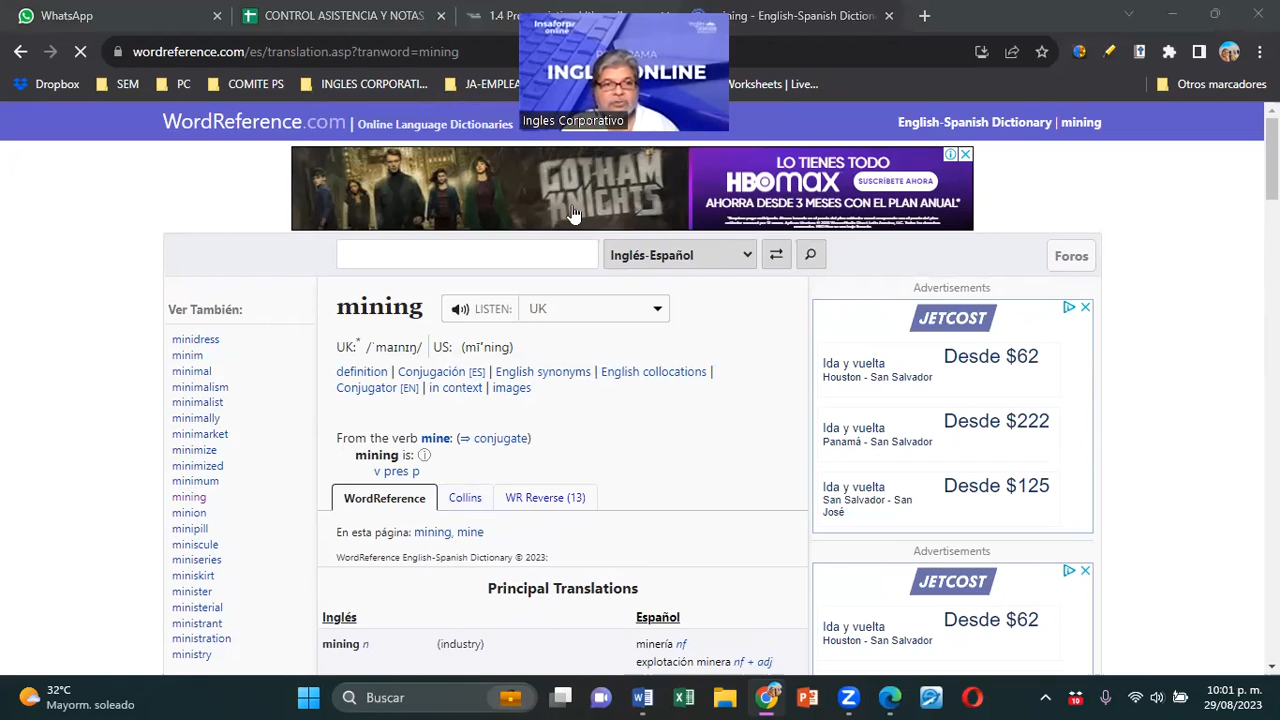 WhatsApp
CONTROL ASISTENCIA Y NOTAS
mining - English-Spanish Diction
wordreference.com/es/translation.asp?tranword=mining
Dropbox
SEM
PC
COMITE PS
INGLES CORPORATI...
JA-EMPLEA
Worksheets | Live...
Otros marcadores
Insaforp
online
INGL
NLINE
Ingles Corporativo
WordReference.com | Online Language Dictionaries
English-Spanish Dictionary | mining
GOTHAM
KNIGHTS
LO TIENES TODO
HBOMAX
SUSCRÍBETE AHORA
AHORA DESDE 3 MESES CON EL PLAN ANUAL*
Inglés-Español
Foros
Ver También:
minidress
minim
minimal
minimalism
minimalist
minimally
minimarket
minimize
minimized
minimum
mining
minion
minipill
miniscule
miniseries
miniskirt
minister
ministerial
ministrant
ministration
ministry
mining
LISTEN:
UK
UK:* /ˈmaɪnɪŋ/ US: (mīʹning)
definition | Conjugación [ES] | English synonyms | English collocations |
Conjugator [EN] | in context | images
From the verb mine: (⇒ conjugate)
mining is:
v pres p
WordReference
Collins
WR Reverse (13)
En esta página: mining, mine
WordReference English-Spanish Dictionary © 2023:
Principal Translations
Inglés
Español
mining n
(industry)
minería nf
explotación minera nf + adj
Advertisements
JETCOST
Ida y vuelta
Houston - San Salvador
Desde $62
Ida y vuelta
Panamá - San Salvador
Desde $222
Ida y vuelta
San Salvador - San
José
Desde $125
Advertisements
JETCOST
Ida y vuelta
Houston - San Salvador
Desde $62
32°C
Mayorm. soleado
Buscar
10
10:01 p. m.
29/08/2023